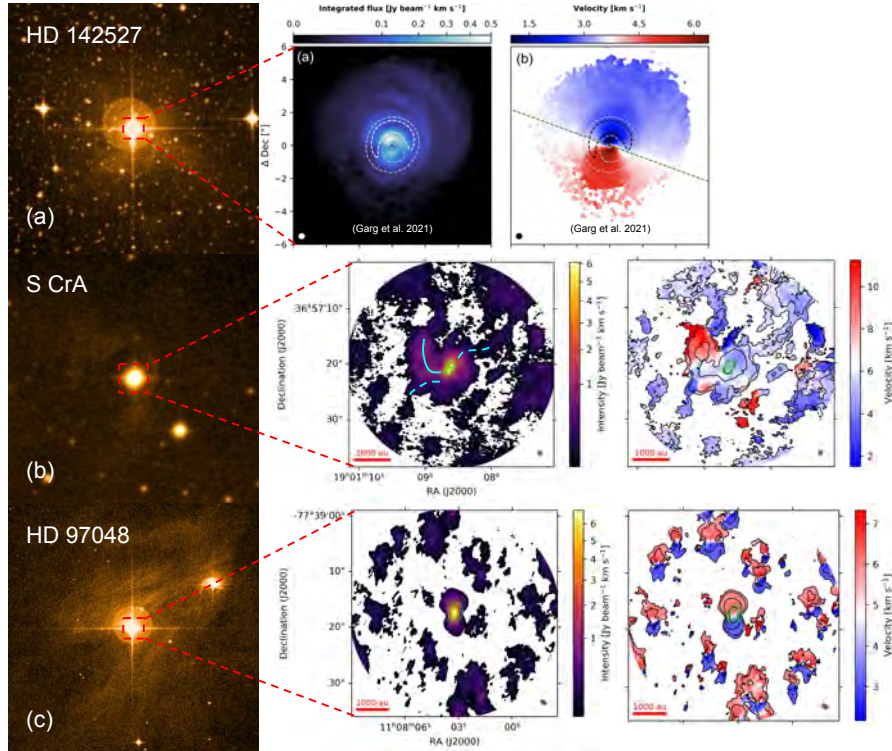 HD 142527
(a)
Integrated flux [Jy beam⁻¹ km s⁻¹]
0.0 0.1 0.2 0.3 0.4 0.5
(a)
Δ Dec ["]
6
4
2
0
−2
−4
−6
(Garg et al. 2021)
Velocity [km s⁻¹]
1.5 3.0 4.5 6.0
(b)
(Garg et al. 2021)
S CrA
(b)
Declination (J2000)
-36°57'10"
20"
30"
1000 au
19ʰ01ᵐ10ˢ 09ˢ 08ˢ
RA (J2000)
6
5
4
3
2
1
Intensity [Jy beam⁻¹ km s⁻¹]
1000 au
10
8
6
4
2
Velocity [km s⁻¹]
HD 97048
(c)
Declination (J2000)
-77°39'00"
10"
20"
30"
1000 au
11ʰ08ᵐ06ˢ 03ˢ 00ˢ
RA (J2000)
6
5
4
3
2
1
Intensity [Jy beam⁻¹ km s⁻¹]
1000 au
7
6
5
4
3
Velocity [km s⁻¹]